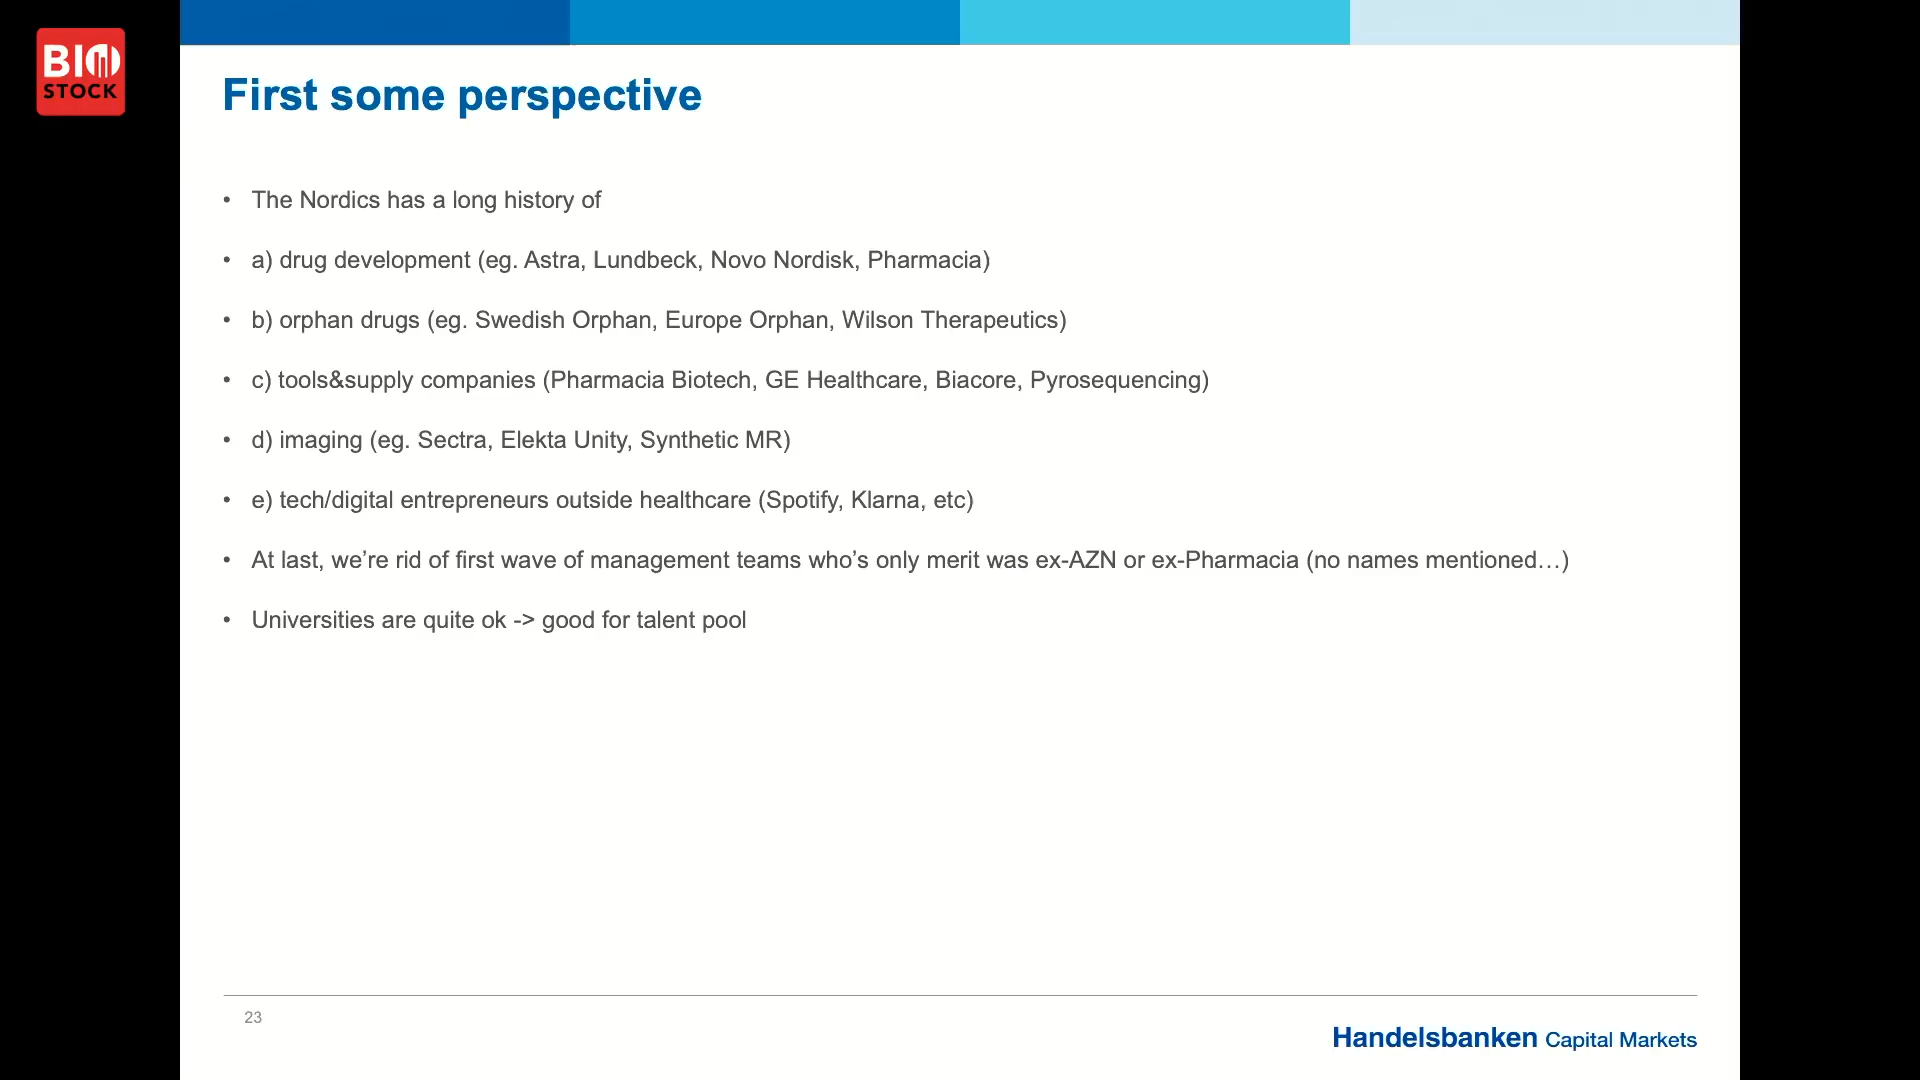 BIO
STOCK
First some perspective
• The Nordics has a long history of
• a) drug development (eg. Astra, Lundbeck, Novo Nordisk, Pharmacia)
• b) orphan drugs (eg. Swedish Orphan, Europe Orphan, Wilson Therapeutics)
• c) tools&supply companies (Pharmacia Biotech, GE Healthcare, Biacore, Pyrosequencing)
• d) imaging (eg. Sectra, Elekta Unity, Synthetic MR)
• e) tech/digital entrepreneurs outside healthcare (Spotify, Klarna, etc)
• At last, we’re rid of first wave of management teams who’s only merit was ex-AZN or ex-Pharmacia (no names mentioned…)
• Universities are quite ok -> good for talent pool
23
Handelsbanken Capital Markets